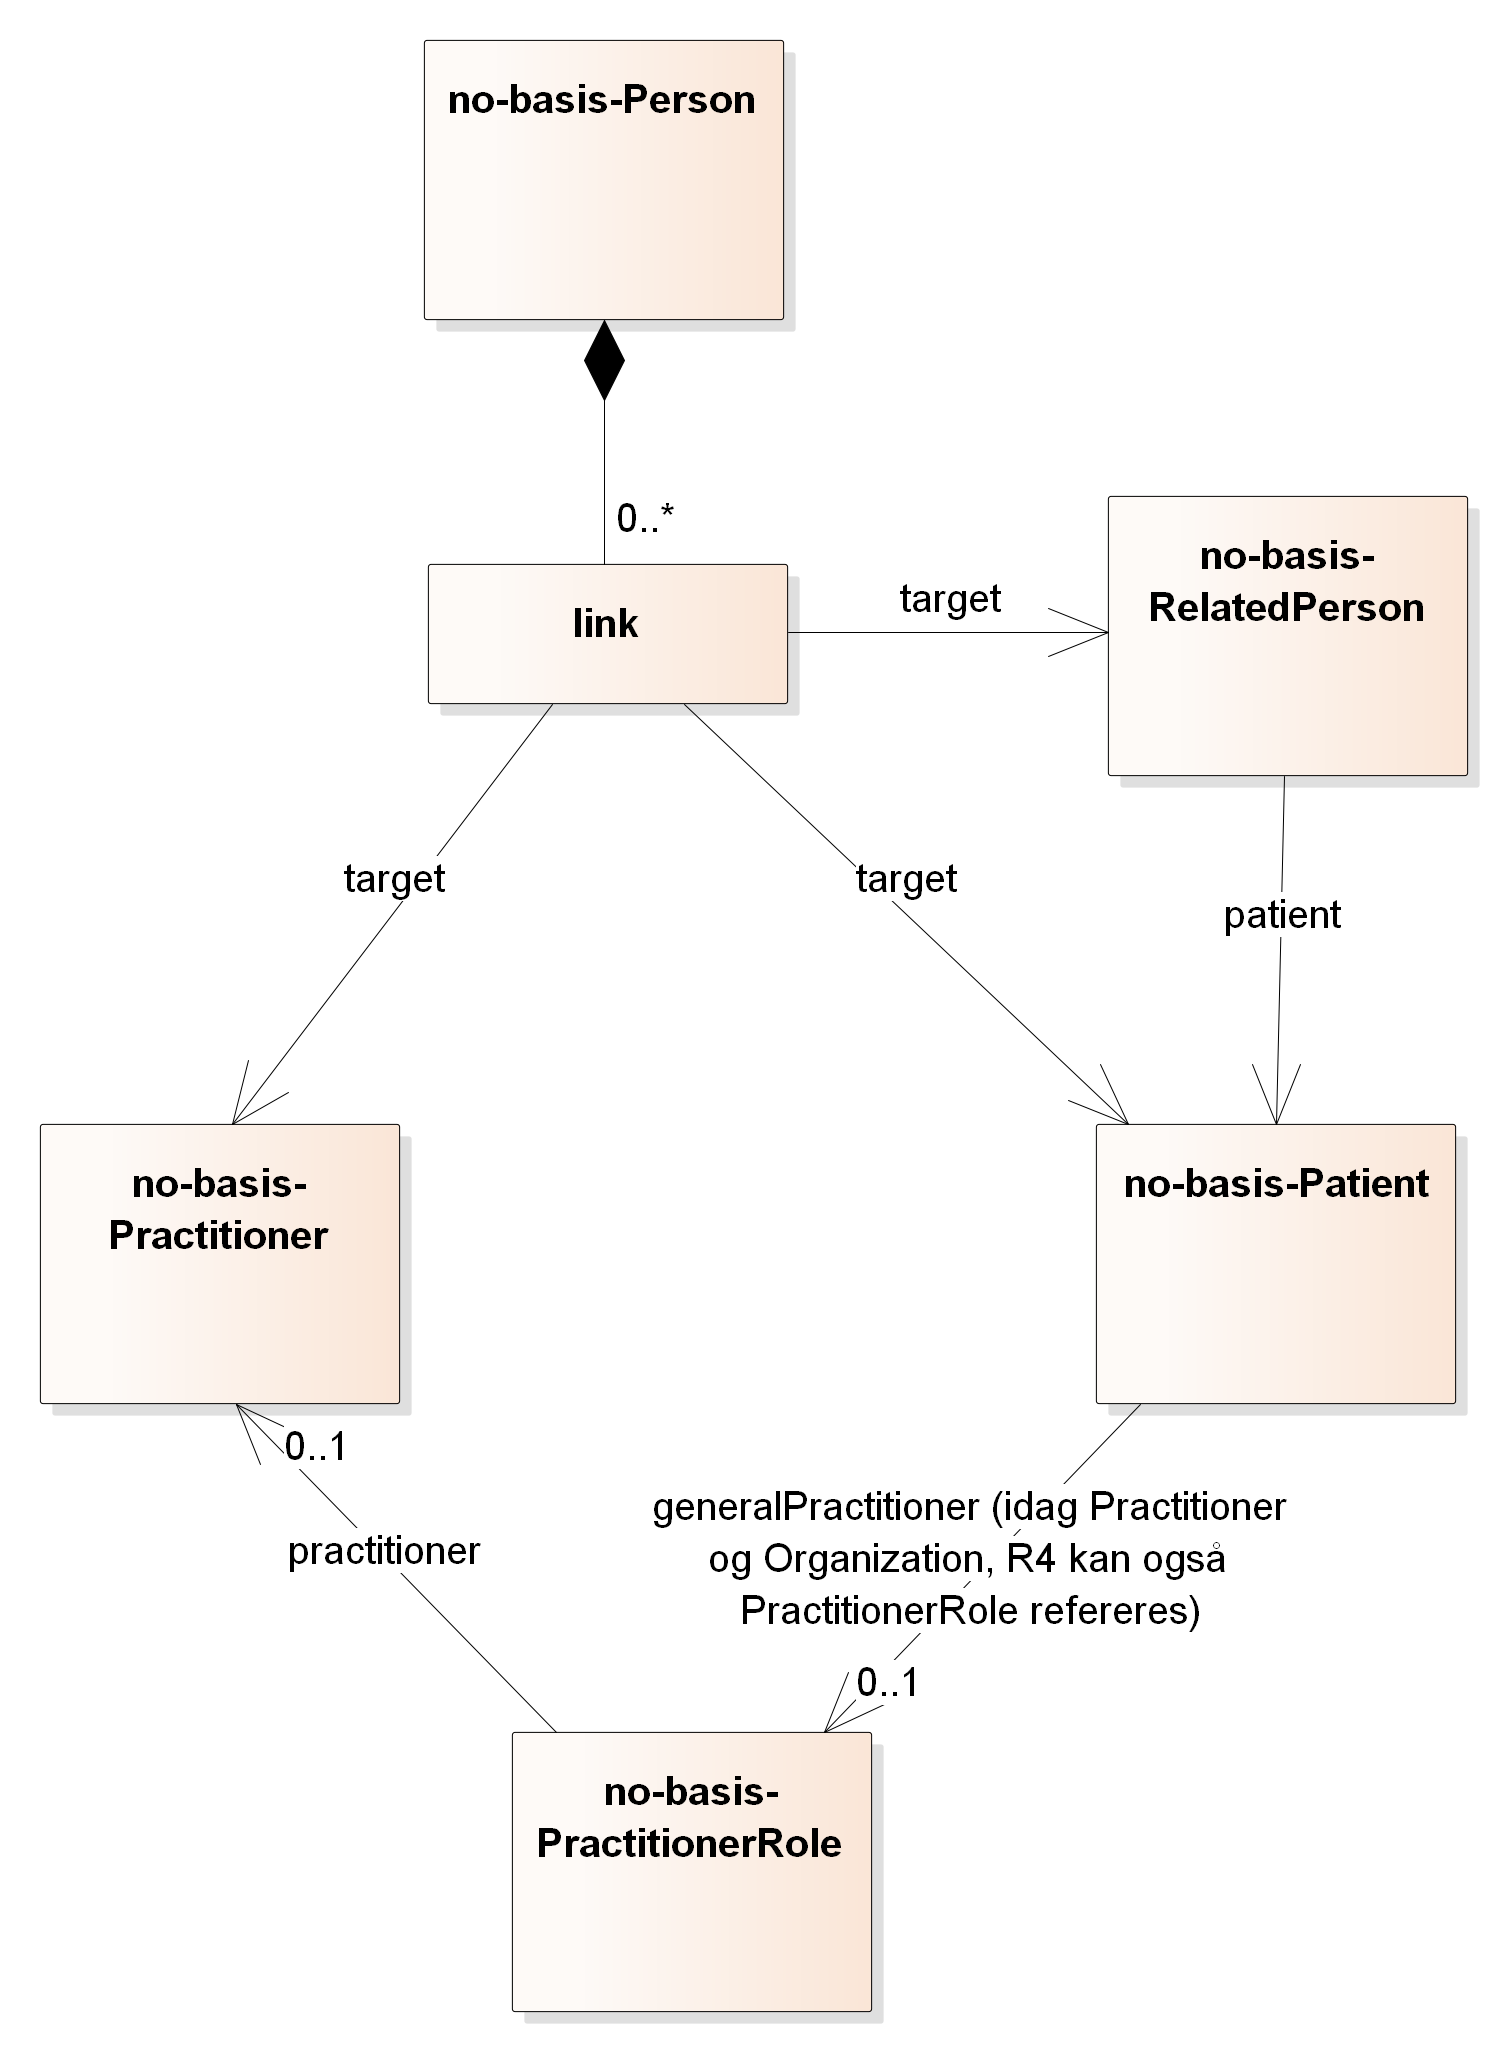 no-basis-Person
0..*
link
target
no-basis-
RelatedPerson
target
target
patient
no-basis-
Practitioner
no-basis-Patient
0..1
practitioner
generalPractitioner (idag Practitioner
og Organization, R4 kan også
PractitionerRole refereres)
0..1
no-basis-
PractitionerRole